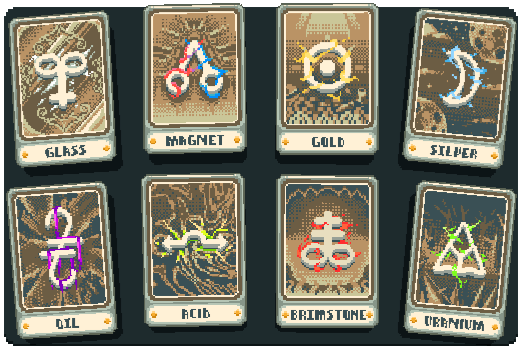 GLASS
MAGNET
GOLD
SILVER
OIL
ACID
BRIMSTONE
URANIUM